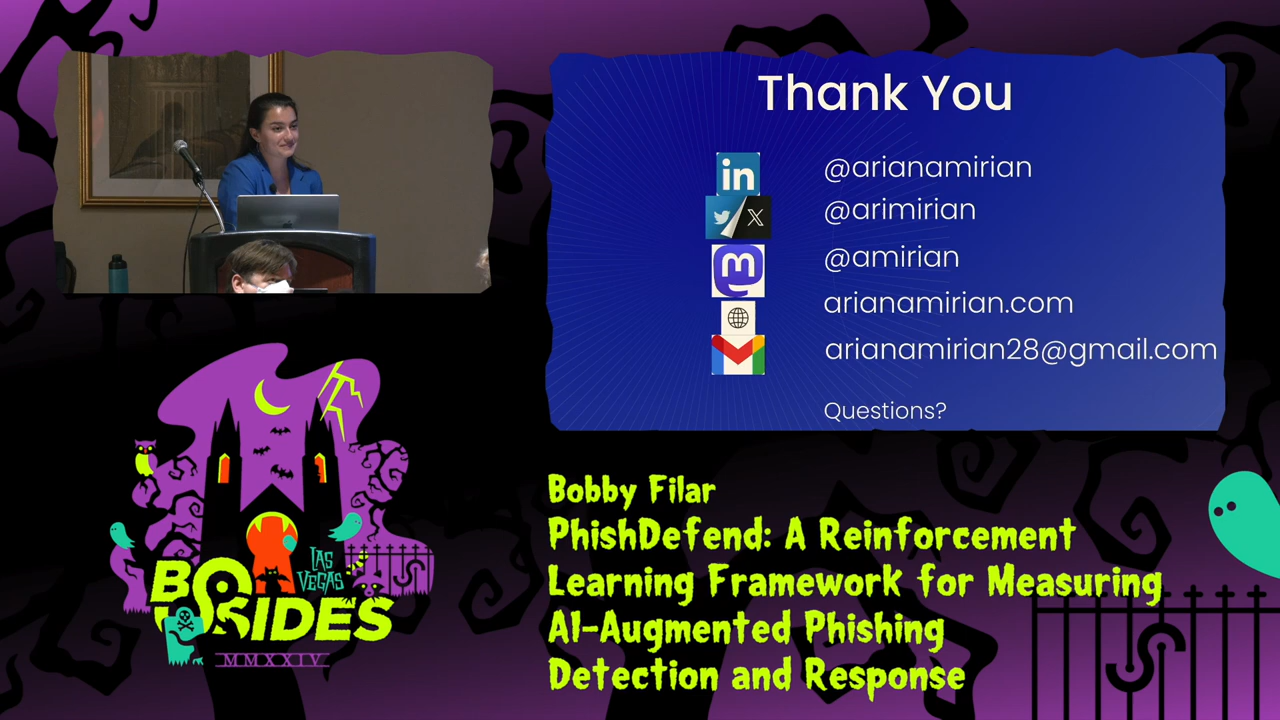 Thank You
in
@arianamirian
X
@arimirian
m
@amirian
arianamirian.com
arianamirian28@gmail.com
Questions?
BSIDES
LAS
VEGAS
MMXXIV
Bobby Filar
PhishDefend: A Reinforcement
Learning Framework for Measuring
AI-Augmented Phishing
Detection and Response